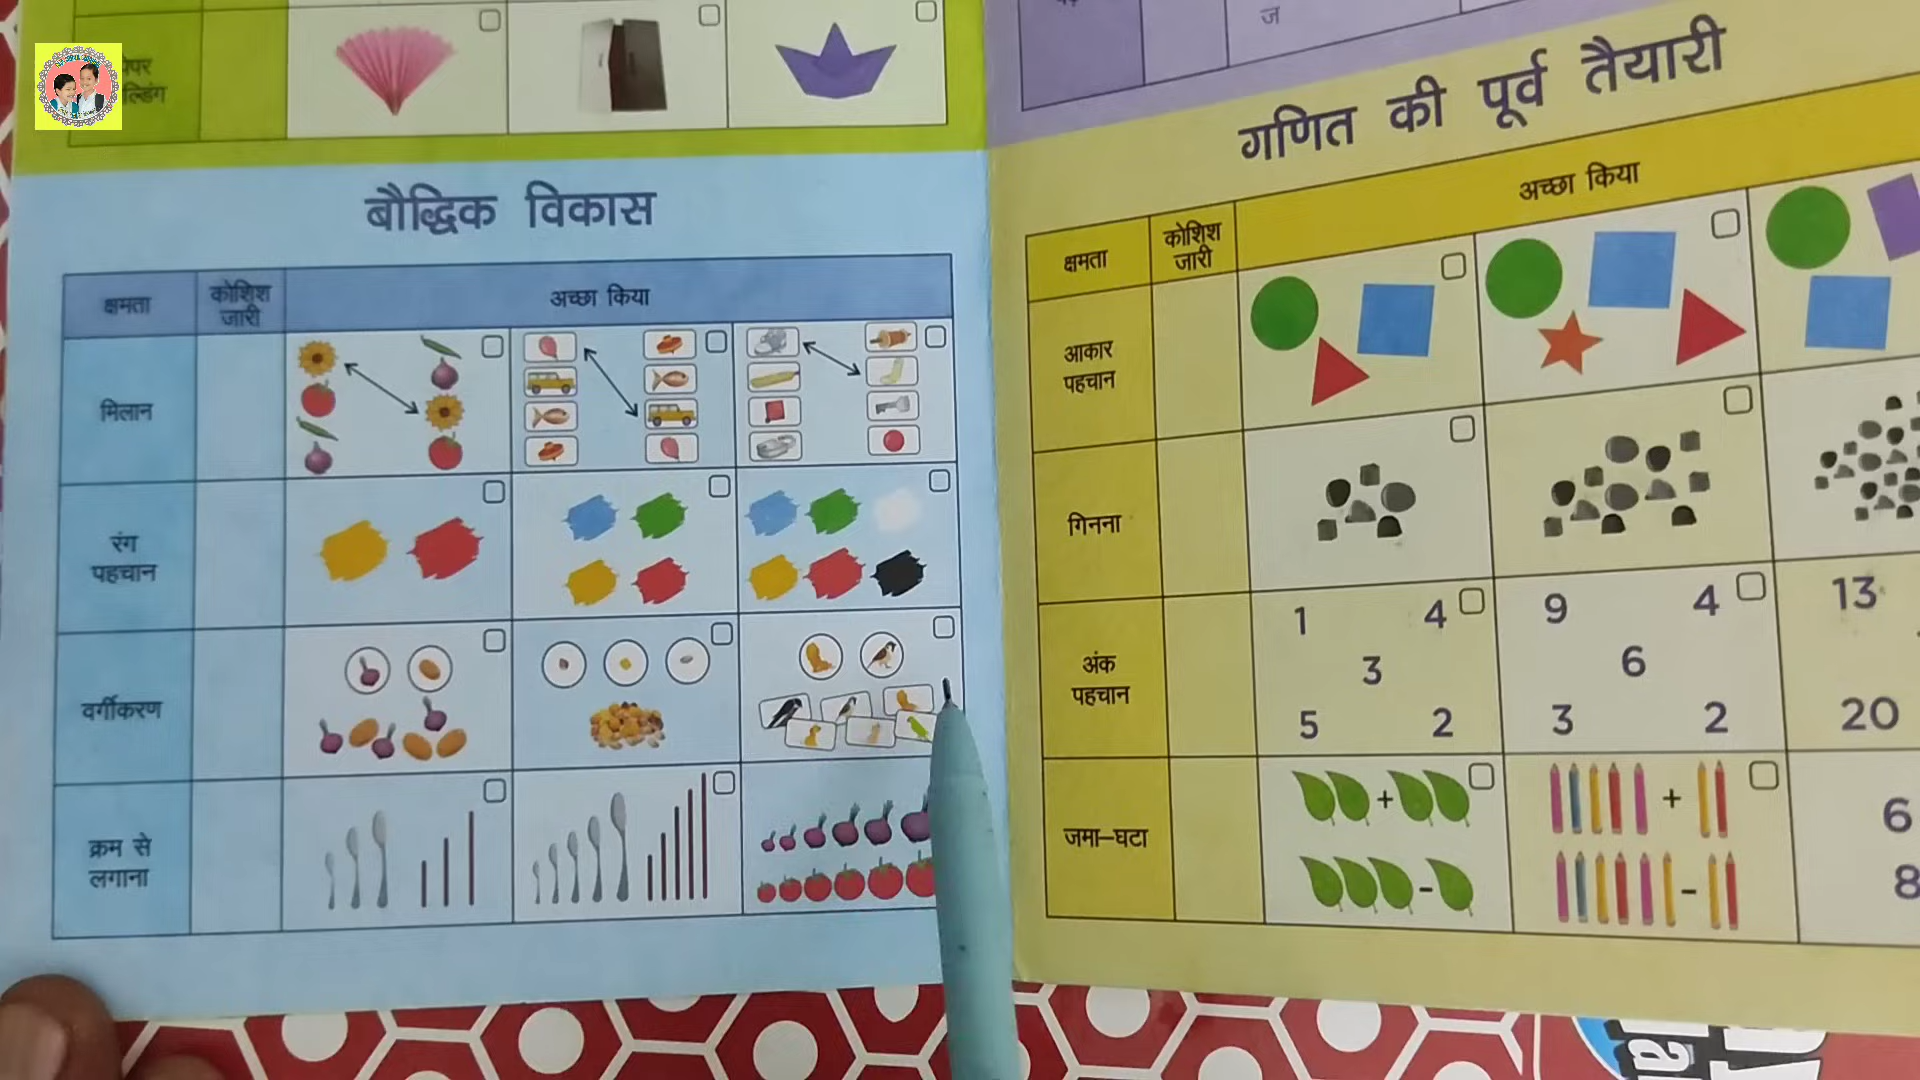 ज
बौद्धिक विकास
क्षमता
कोशिश
जारी
अच्छा किया
मिलान
रंग
पहचान
वर्गीकरण
क्रम से
लगाना
गणित की पूर्व तैयारी
क्षमता
कोशिश
जारी
अच्छा किया
आकार
पहचान
गिनना
अंक
पहचान
1 4
3
5 2
9 4
6
3 2
13
20
जमा–घटा
+
-
+
-
6
8